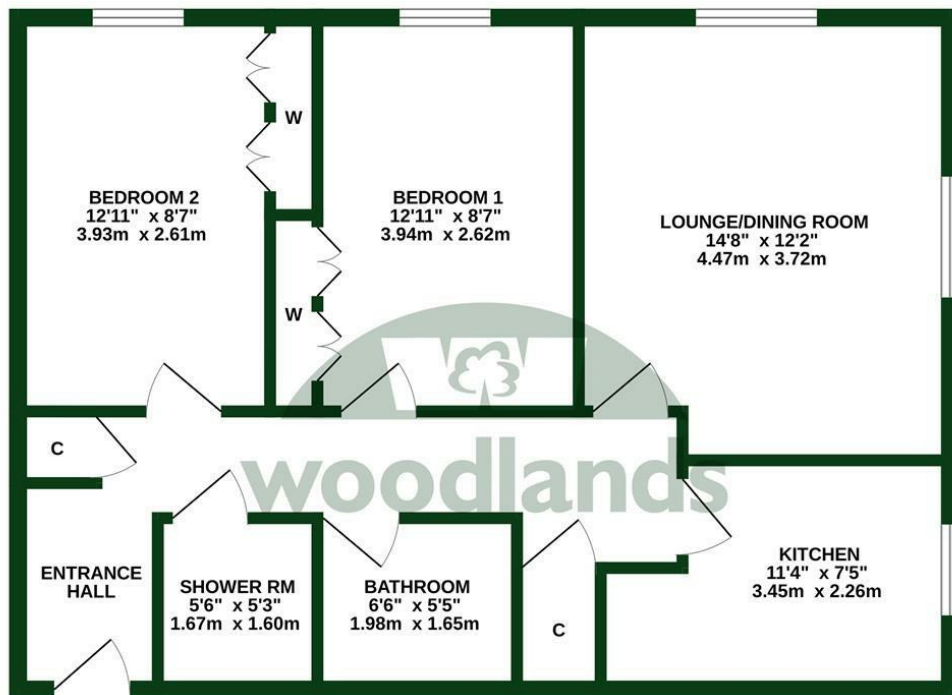 W
BEDROOM 2
12'11" x 8'7"
3.93m x 2.61m
BEDROOM 1
12'11" x 8'7"
3.94m x 2.62m
LOUNGE/DINING ROOM
14'8" x 12'2"
4.47m x 3.72m
W
C
woodlands
ENTRANCE
HALL
SHOWER RM
5'6" x 5'3"
1.67m x 1.60m
BATHROOM
6'6" x 5'5"
1.98m x 1.65m
C
KITCHEN
11'4" x 7'5"
3.45m x 2.26m